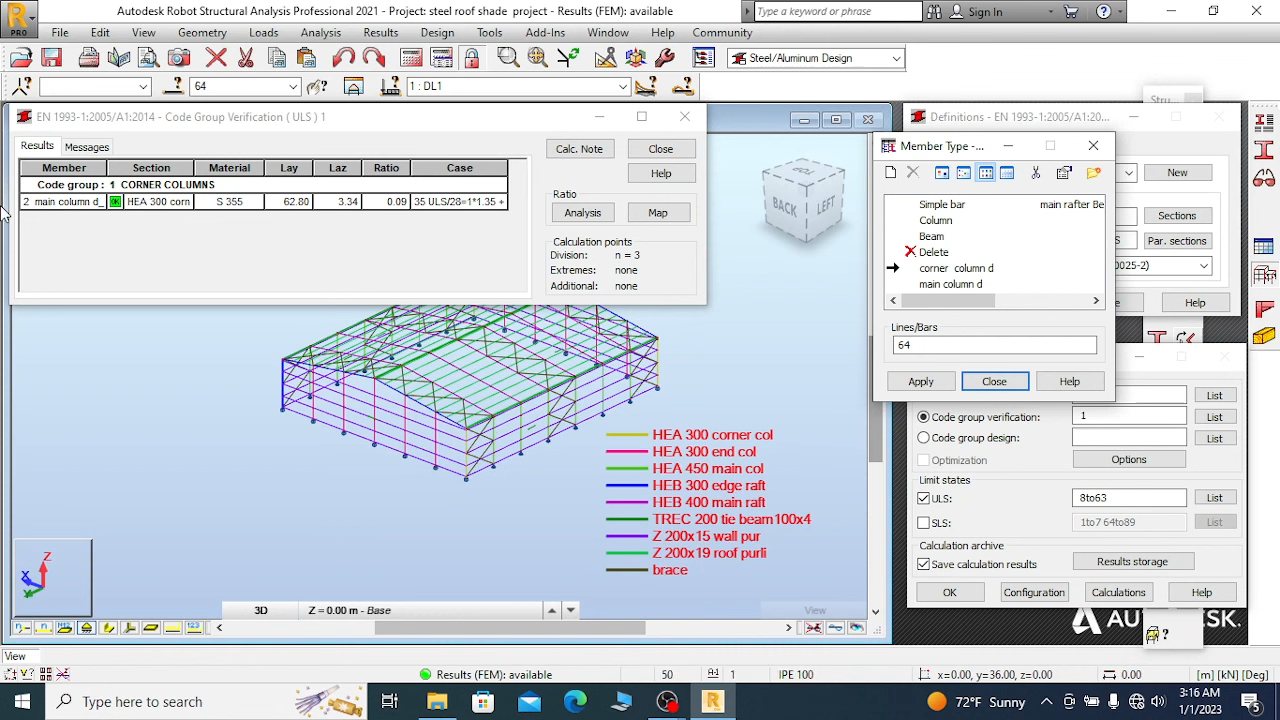 PRO
Autodesk Robot Structural Analysis Professional 2021 - Project: steel roof shade project - Results (FEM): available
Type a keyword or phrase
Sign In
File Edit View Geometry Loads Analysis Results Design Tools Add-Ins Window Help Community
Steel/Aluminum Design
64
1 : DL1
EN 1993-1:2005/A1:2014 - Code Group Verification ( ULS ) 1
Results Messages
Member Section Material Lay Laz Ratio Case
Code group : 1 CORNER COLUMNS
2 main column d_ OK HEA 300 corn S 355 62.80 3.34 0.09 35 ULS/28=1*1.35 +
Calc. Note Close
Help
Ratio
Analysis Map
Calculation points
Division: n = 3
Extremes: none
Additional: none
BACK LEFT
HEA 300 corner col
HEA 300 end col
HEA 450 main col
HEB 300 edge raft
HEB 400 main raft
TREC 200 tie beam100x4
Z 200x15 wall pur
Z 200x19 roof purli
brace
Z
X
Y
3D Z = 0.00 m - Base
View
Stru...
Definitions - EN 1993-1:2005/A1:20...
New
Sections
Par. sections
0025-2)
Help
Member Type -...
Simple bar main rafter Be
Column
Beam
Delete
corner column d
main column d
Lines/Bars
64
Apply Close Help
List
Code group verification: 1 List
Code group design: List
Optimization Options
Limit states
ULS: 8to63 List
SLS: 1to7 64to89 List
Calculation archive
Save calculation results Results storage
OK Configuration Calculations Help
AUTODESK.
View
Results (FEM): available 50 1 IPE 100 x=0.00, y=36.00, z=0.00 0.00 [m] [kN] [Deg]
Type here to search
72°F Sunny
3:16 AM
1/1/2023
5